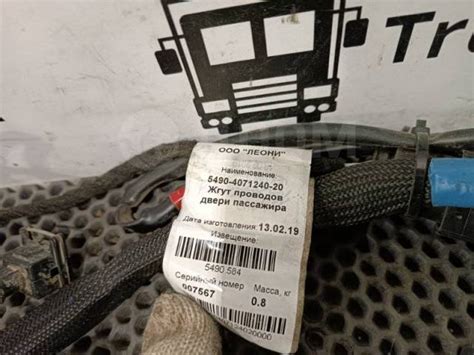 Tr
ООО "ЛЕОНИ"
Наименование:
5490-4071240-20
Жгут проводов
двери пассажира
Дата изготовления: 13.02.19
Извещение:
5490.584
Серийный номер Масса, кг
007567 0.8